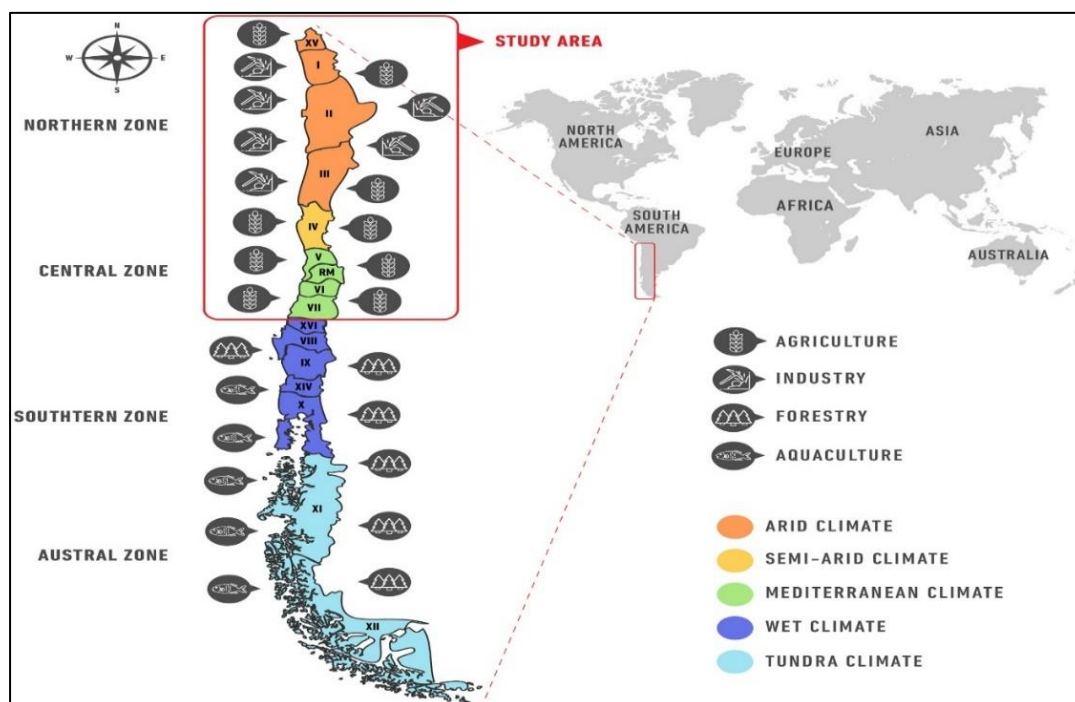 N
W
E
S
STUDY AREA
NORTHERN ZONE
CENTRAL ZONE
SOUTHTERN ZONE
AUSTRAL ZONE
XV
I
II
III
IV
V
RM
VI
VII
XVI
VIII
IX
XIV
X
XI
XII
NORTH
AMERICA
SOUTH
AMERICA
EUROPE
AFRICA
ASIA
AUSTRALIA
AGRICULTURE
INDUSTRY
FORESTRY
AQUACULTURE
ARID CLIMATE
SEMI-ARID CLIMATE
MEDITERRANEAN CLIMATE
WET CLIMATE
TUNDRA CLIMATE